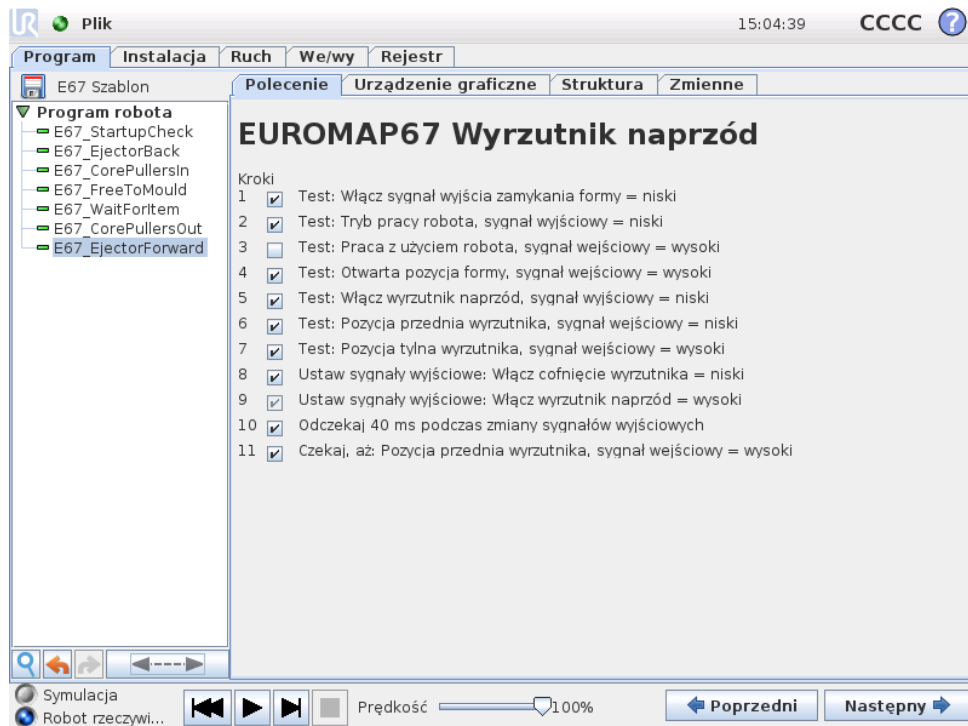 UR Plik 15:04:39 CCCC ?
Program Instalacja Ruch We/wy Rejestr
E67 Szablon
Polecenie Urządzenie graficzne Struktura Zmienne
Program robota
E67_StartupCheck
E67_EjectorBack
E67_CorePullersIn
E67_FreeToMould
E67_WaitForItem
E67_CorePullersOut
E67_EjectorForward
EUROMAP67 Wyrzutnik naprzód
Kroki
1 Test: Włącz sygnał wyjścia zamykania formy = niski
2 Test: Tryb pracy robota, sygnał wyjściowy = niski
3 Test: Praca z użyciem robota, sygnał wejściowy = wysoki
4 Test: Otwarta pozycja formy, sygnał wejściowy = wysoki
5 Test: Włącz wyrzutnik naprzód, sygnał wyjściowy = niski
6 Test: Pozycja przednia wyrzutnika, sygnał wejściowy = niski
7 Test: Pozycja tylna wyrzutnika, sygnał wejściowy = wysoki
8 Ustaw sygnały wyjściowe: Włącz cofnięcie wyrzutnika = niski
9 Ustaw sygnały wyjściowe: Włącz wyrzutnik naprzód = wysoki
10 Odczekaj 40 ms podczas zmiany sygnałów wyjściowych
11 Czekaj, aż: Pozycja przednia wyrzutnika, sygnał wejściowy = wysoki
Symulacja
Robot rzeczywi...
Prędkość 100%
Poprzedni Następny